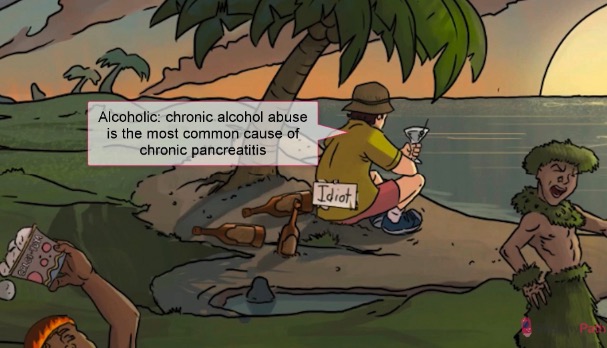 Alcoholic: chronic alcohol abuse
is the most common cause of
chronic pancreatitis
Idiot